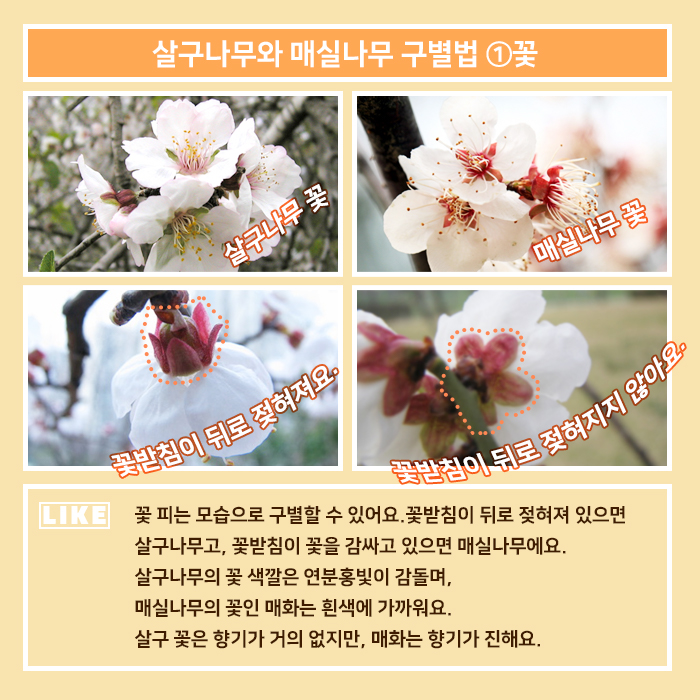 살구나무와 매실나무 구별법 ①꽃
살구나무 꽃
매실나무 꽃
꽃받침이 뒤로 젖혀져요.
꽃받침이 뒤로 젖혀지지 않아요.
LIKE
꽃 피는 모습으로 구별할 수 있어요.꽃받침이 뒤로 젖혀져 있으면
살구나무고, 꽃받침이 꽃을 감싸고 있으면 매실나무에요.
살구나무의 꽃 색깔은 연분홍빛이 감돌며,
매실나무의 꽃인 매화는 흰색에 가까워요.
살구 꽃은 향기가 거의 없지만, 매화는 향기가 진해요.